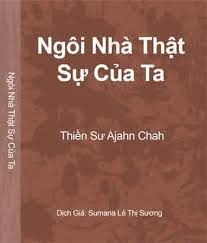 Ngôi Nhà Thật
Sự Của Ta
Thiền Sư Ajahn Chah
Dịch Giả: Sumana Lê Thị Sương
Ngôi Nhà Thật Sự Của Ta